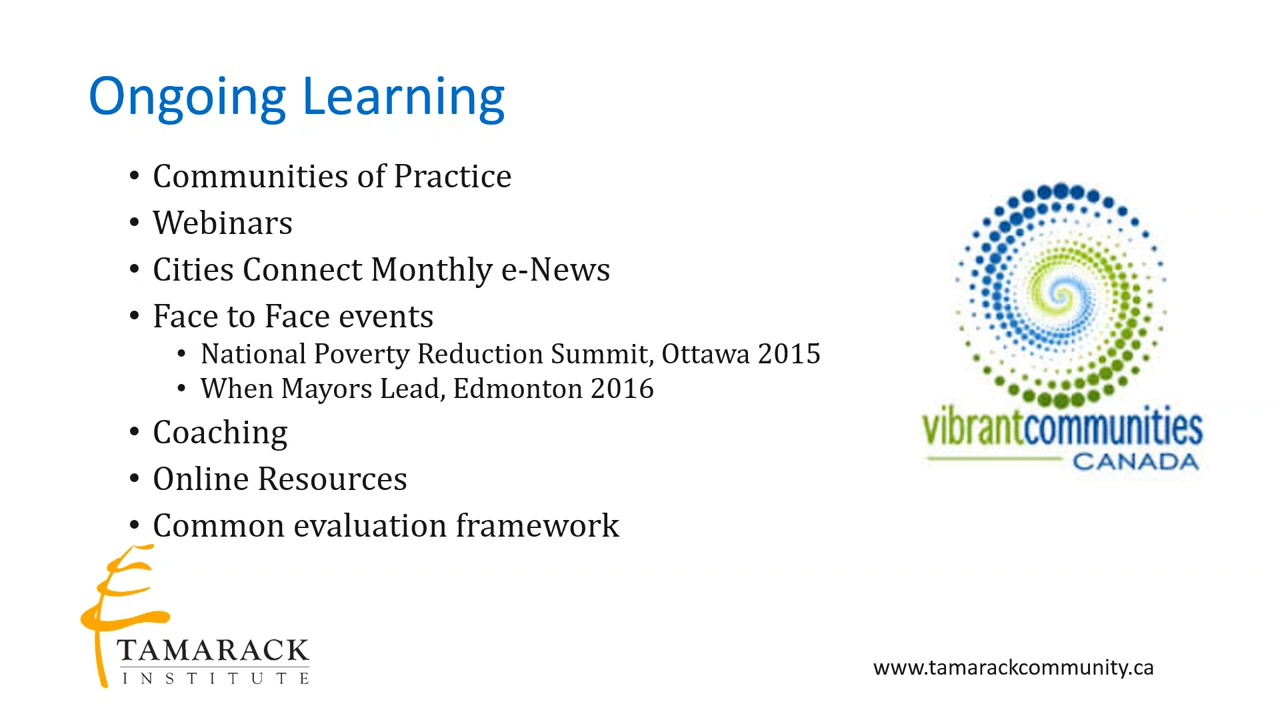 Ongoing Learning
• Communities of Practice
• Webinars
• Cities Connect Monthly e-News
• Face to Face events
• National Poverty Reduction Summit, Ottawa 2015
• When Mayors Lead, Edmonton 2016
• Coaching
• Online Resources
• Common evaluation framework
vibrantcommunities
CANADA
TAMARACK
INSTITUTE
www.tamarackcommunity.ca